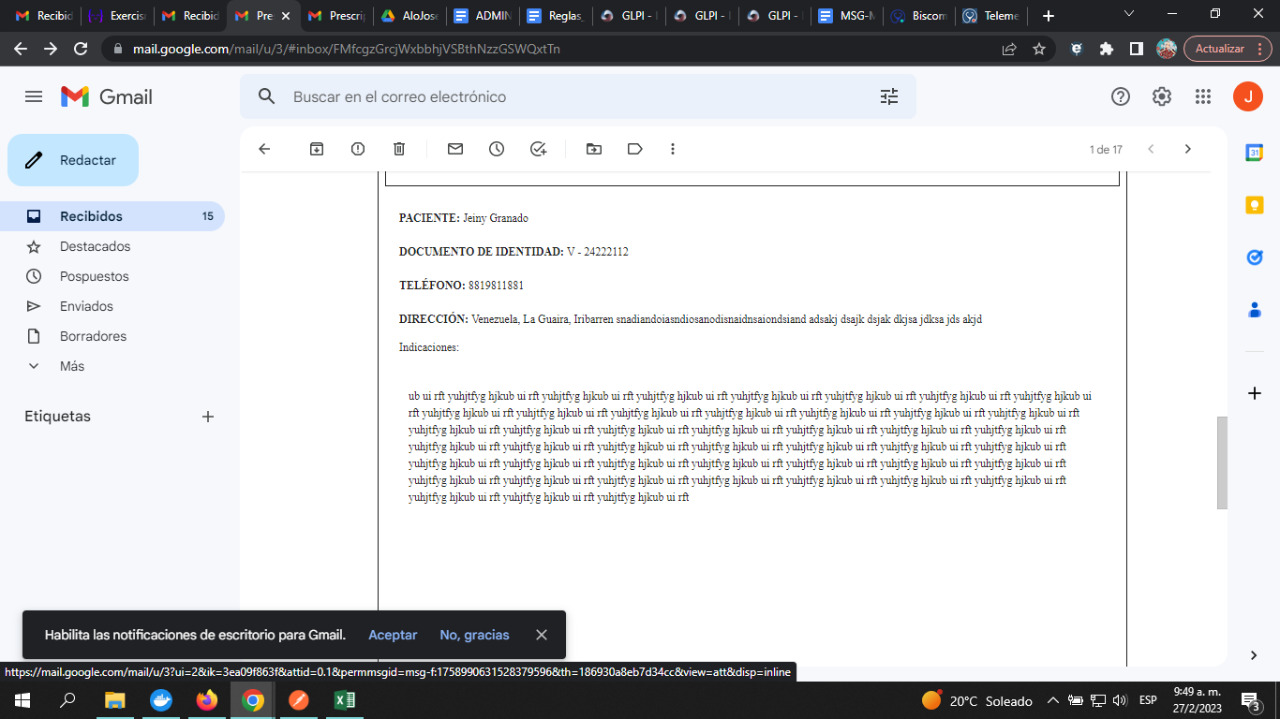 Recibid
Exercis
Recibid
Pre
Prescrip
AloJose
ADMIN
Reglas_
GLPI -
GLPI -
GLPI -
MSG-M
Biscom
Teleme
mail.google.com/mail/u/3/#inbox/FMfcgzGrcjWxbbhjVSBthNzzGSWQxtTn
Actualizar
Gmail
Buscar en el correo electrónico
J
Redactar
1 de 17
Recibidos 15
Destacados
Pospuestos
Enviados
Borradores
Más
Etiquetas
31
PACIENTE: Jeiny Granado
DOCUMENTO DE IDENTIDAD: V - 24222112
TELÉFONO: 8819811881
DIRECCIÓN: Venezuela, La Guaira, Iribarren snadiandoiasndiosanodisnaidnsaiondsiand adsakj dsajk dsjak dkjsa jdksa jds akjd
Indicaciones:
ub ui rft yuhjtfyg hjkub ui rft yuhjtfyg hjkub ui rft yuhjtfyg hjkub ui rft yuhjtfyg hjkub ui rft yuhjtfyg hjkub ui rft yuhjtfyg hjkub ui rft yuhjtfyg hjkub ui
rft yuhjtfyg hjkub ui rft yuhjtfyg hjkub ui rft yuhjtfyg hjkub ui rft yuhjtfyg hjkub ui rft yuhjtfyg hjkub ui rft yuhjtfyg hjkub ui rft yuhjtfyg hjkub ui rft
yuhjtfyg hjkub ui rft yuhjtfyg hjkub ui rft yuhjtfyg hjkub ui rft yuhjtfyg hjkub ui rft yuhjtfyg hjkub ui rft yuhjtfyg hjkub ui rft yuhjtfyg hjkub ui rft
yuhjtfyg hjkub ui rft yuhjtfyg hjkub ui rft yuhjtfyg hjkub ui rft yuhjtfyg hjkub ui rft yuhjtfyg hjkub ui rft yuhjtfyg hjkub ui rft yuhjtfyg hjkub ui rft
yuhjtfyg hjkub ui rft yuhjtfyg hjkub ui rft yuhjtfyg hjkub ui rft yuhjtfyg hjkub ui rft yuhjtfyg hjkub ui rft yuhjtfyg hjkub ui rft yuhjtfyg hjkub ui rft
yuhjtfyg hjkub ui rft yuhjtfyg hjkub ui rft yuhjtfyg hjkub ui rft yuhjtfyg hjkub ui rft yuhjtfyg hjkub ui rft yuhjtfyg hjkub ui rft yuhjtfyg hjkub ui rft
yuhjtfyg hjkub ui rft yuhjtfyg hjkub ui rft yuhjtfyg hjkub ui rft
Habilita las notificaciones de escritorio para Gmail. Aceptar No, gracias
https://mail.google.com/mail/u/3?ui=2&ik=3ea09f863f&attid=0.1&permmsgid=msg-f:1758990631528379596&th=186930a8eb7d34cc&view=att&disp=inline
20°C Soleado
ESP
9:49 a. m.
27/2/2023
3